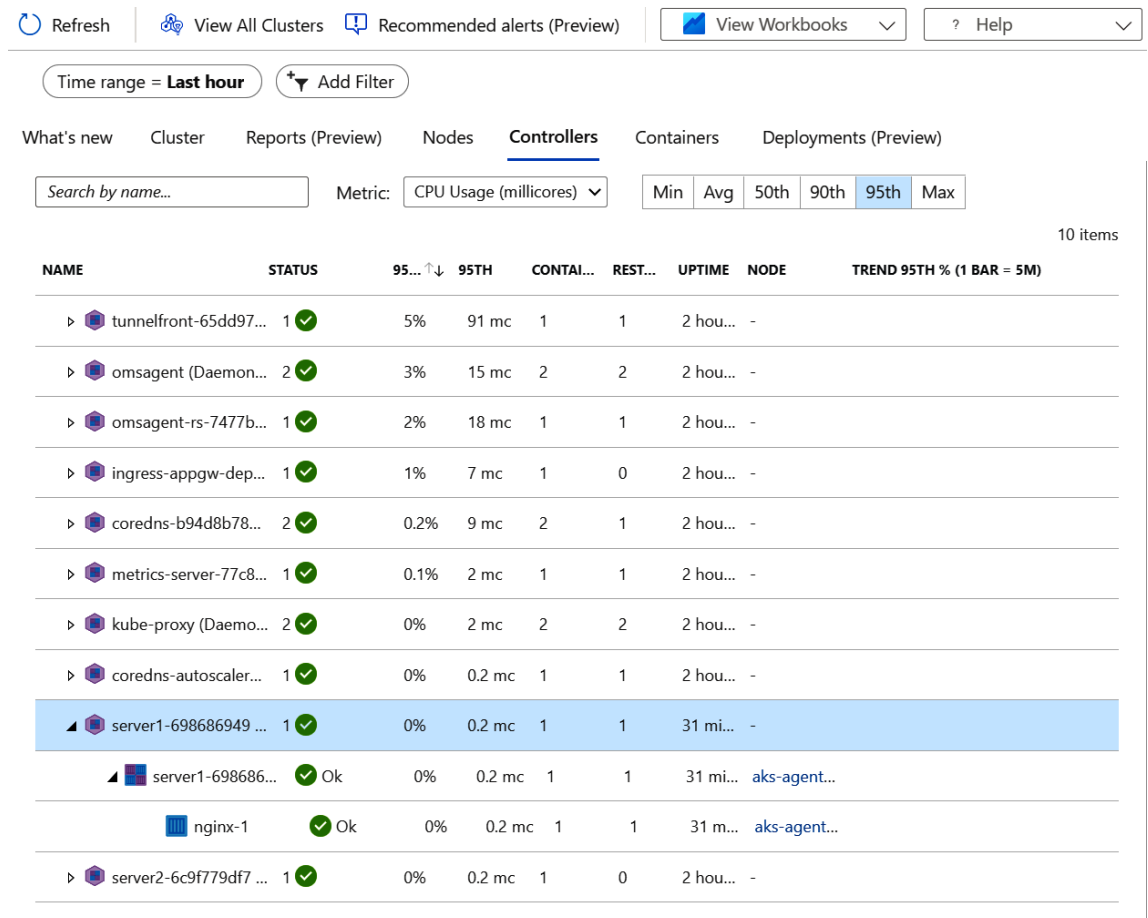 Refresh View All Clusters Recommended alerts (Preview) View Workbooks ? Help
Time range = Last hour Add Filter
What's new Cluster Reports (Preview) Nodes Controllers Containers Deployments (Preview)
Search by name... Metric: CPU Usage (millicores) Min Avg 50th 90th 95th Max
10 items
NAME STATUS 95... 95TH CONTAI... REST... UPTIME NODE TREND 95TH % (1 BAR = 5M)
tunnelfront-65dd97... 1 5% 91 mc 1 1 2 hou... -
omsagent (Daemon... 2 3% 15 mc 2 2 2 hou... -
omsagent-rs-7477b... 1 2% 18 mc 1 1 2 hou... -
ingress-appgw-dep... 1 1% 7 mc 1 0 2 hou... -
coredns-b94d8b78... 2 0.2% 9 mc 2 1 2 hou... -
metrics-server-77c8... 1 0.1% 2 mc 1 1 2 hou... -
kube-proxy (Daemo... 2 0% 2 mc 2 2 2 hou... -
coredns-autoscaler... 1 0% 0.2 mc 1 1 2 hou... -
server1-698686949 ... 1 0% 0.2 mc 1 1 31 mi... -
server1-698686... Ok 0% 0.2 mc 1 1 31 mi... aks-agent...
nginx-1 Ok 0% 0.2 mc 1 1 31 m... aks-agent...
server2-6c9f779df7 ... 1 0% 0.2 mc 1 0 2 hou... -